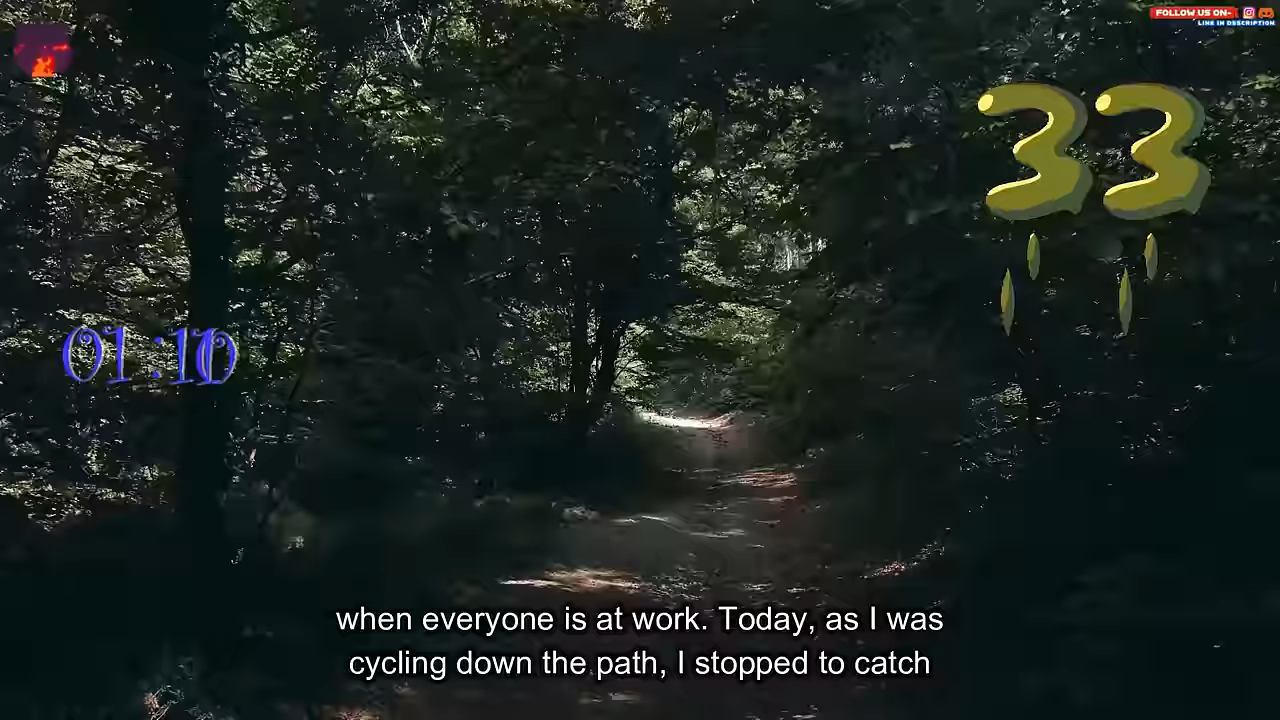 FOLLOW US ON-
LINK IN DESCRIPTION
33
01:10
when everyone is at work. Today, as I was
cycling down the path, I stopped to catch